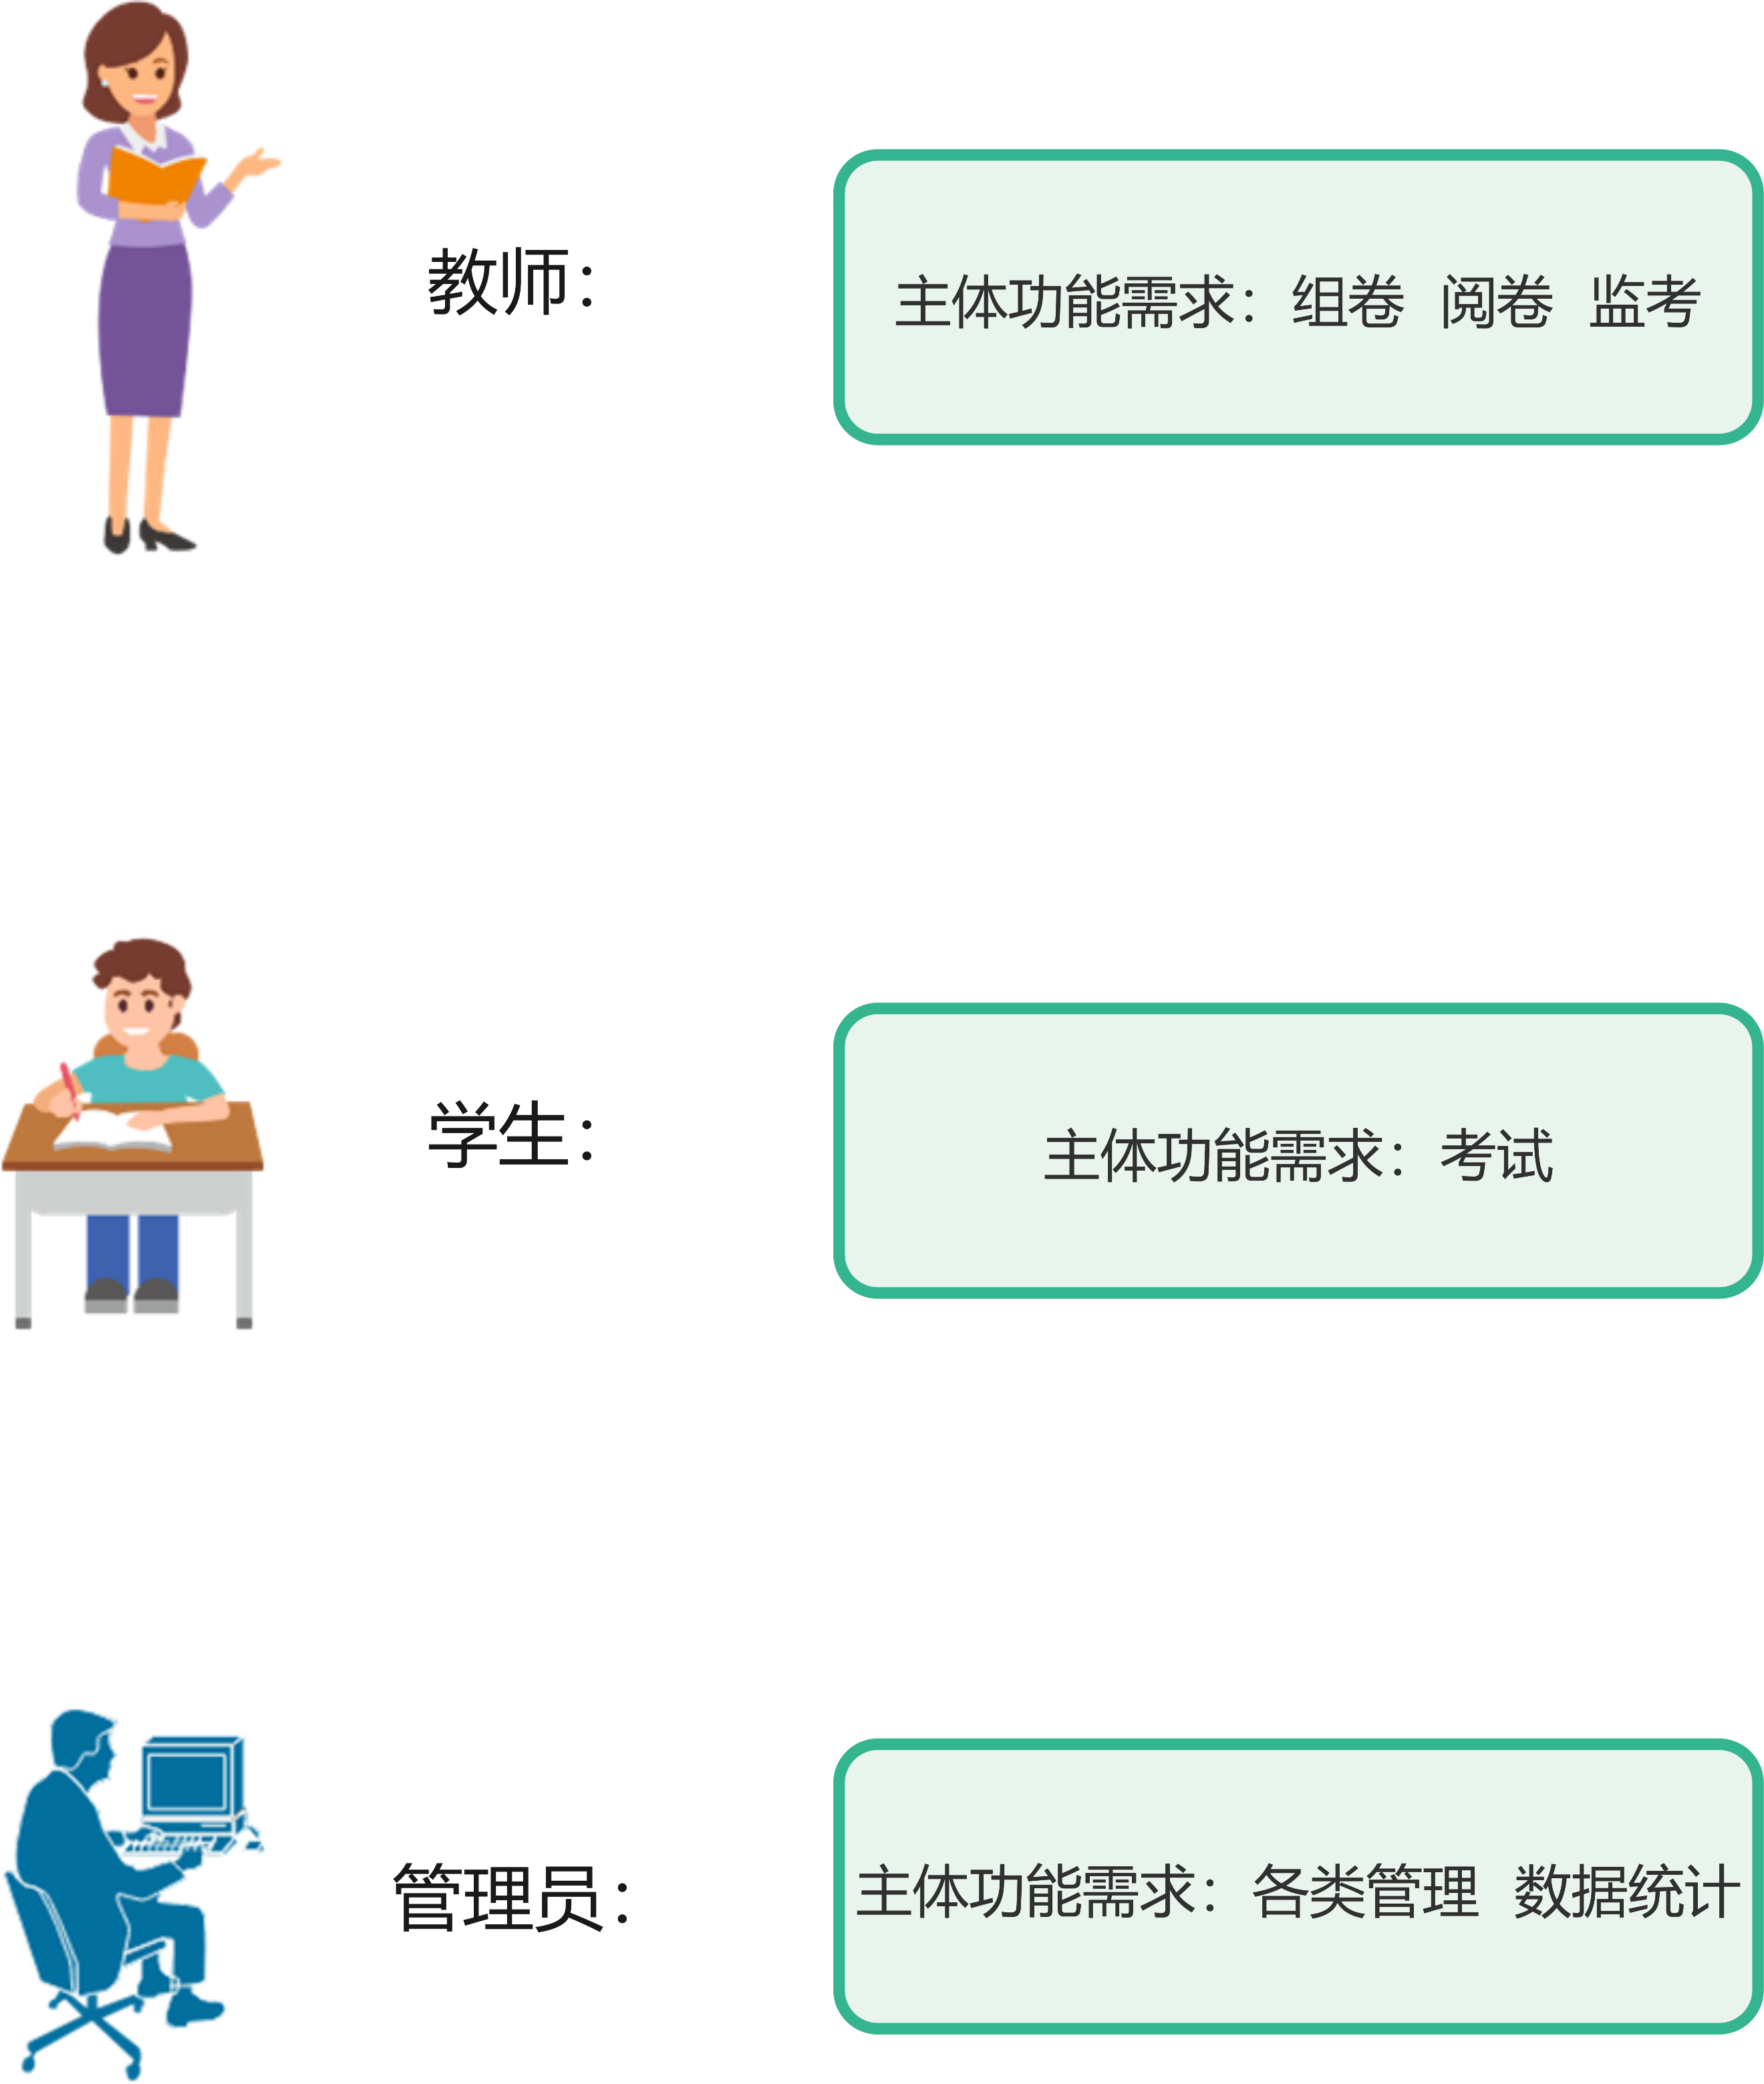 教师：
主体功能需求：组卷 阅卷 监考
学生：
主体功能需求：考试
管理员：
主体功能需求：各类管理 数据统计